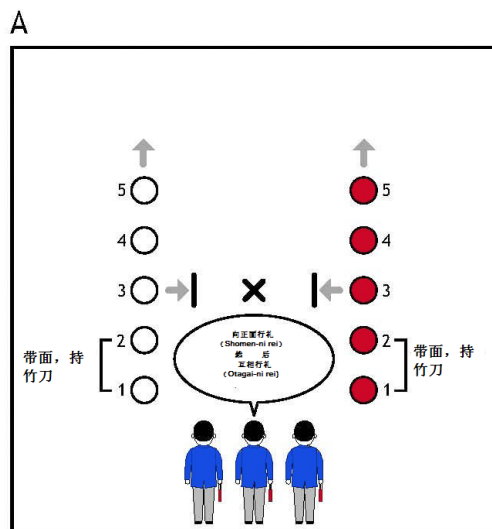 A
5
5
4
4
3
3
向正面行礼
(Shomen-ni rei)
然 后
互相行礼
(Otagai-ni rei)
带面，持
竹刀
2
1
2
1
带面，持
竹刀